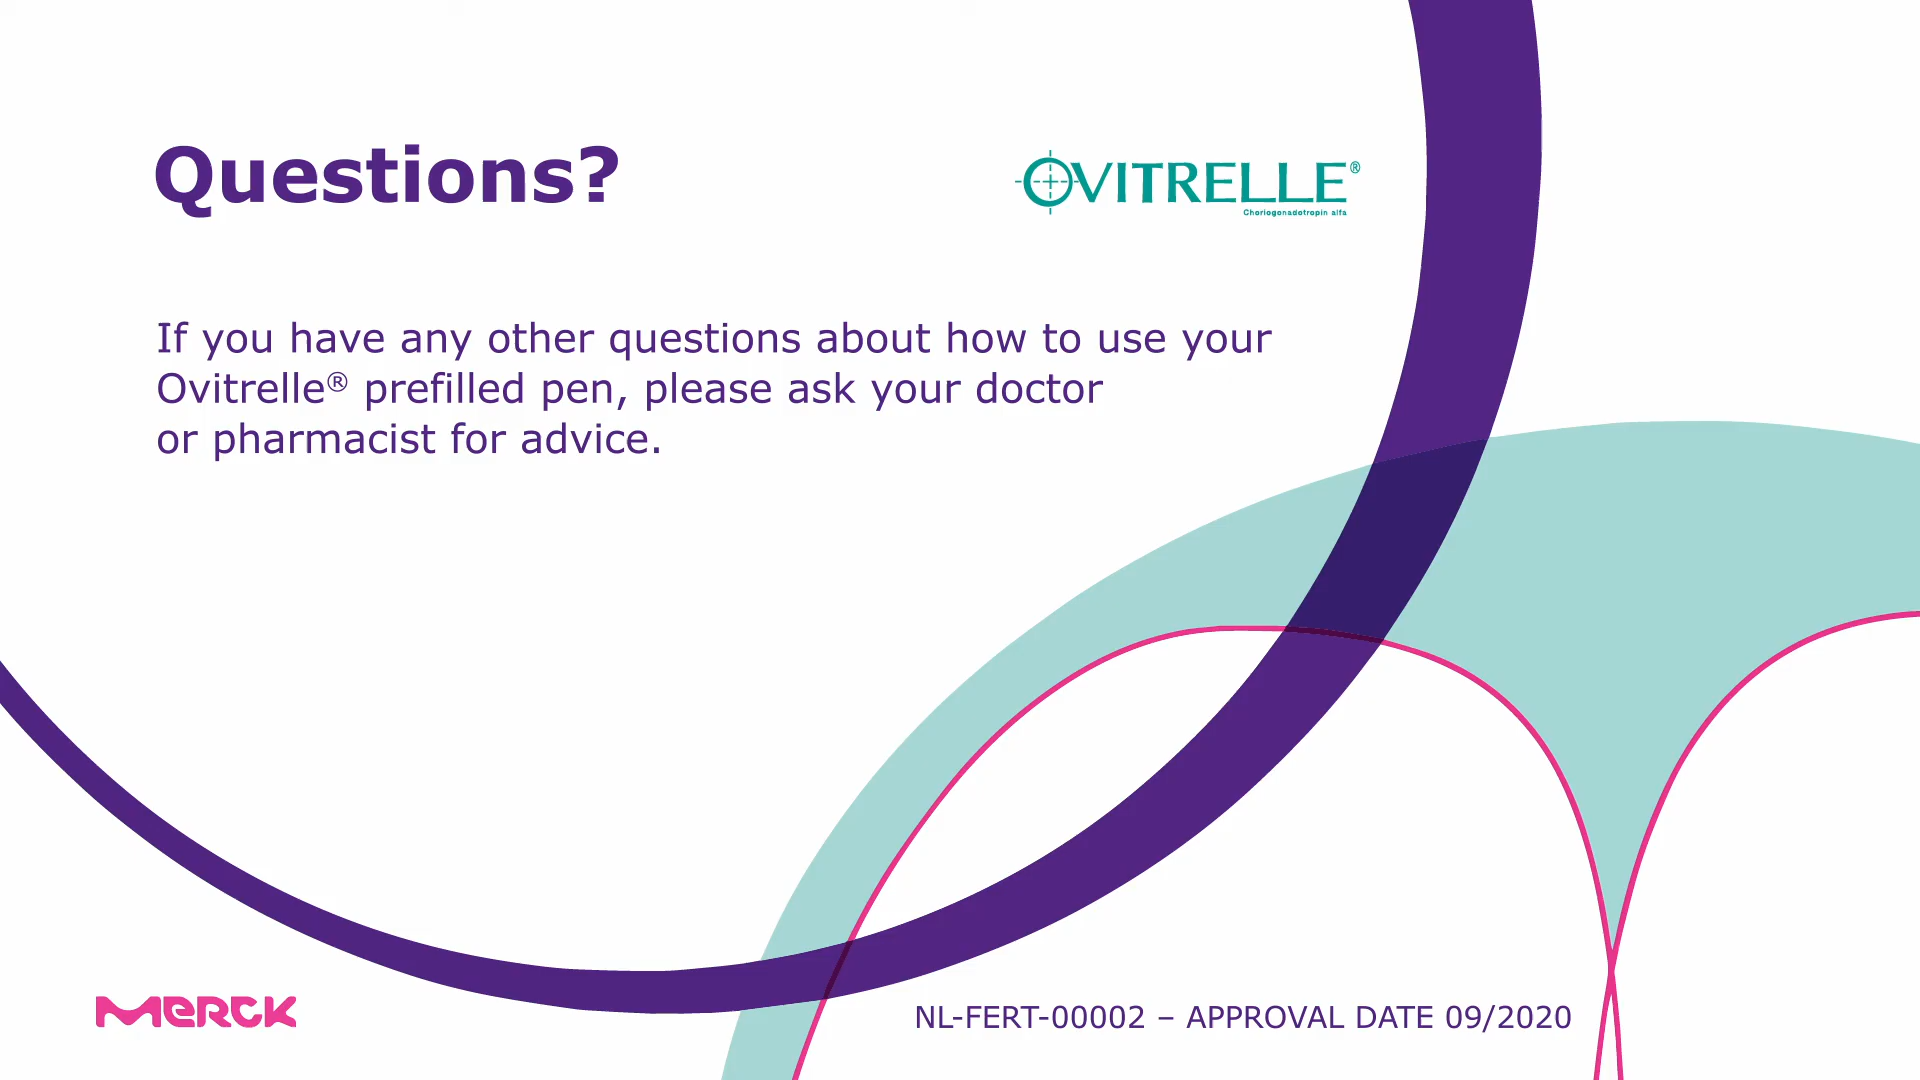 Questions?
OVITRELLE®
Choriogonadotropin alfa
If you have any other questions about how to use your
Ovitrelle® prefilled pen, please ask your doctor
or pharmacist for advice.
MERCK
NL-FERT-00002 – APPROVAL DATE 09/2020